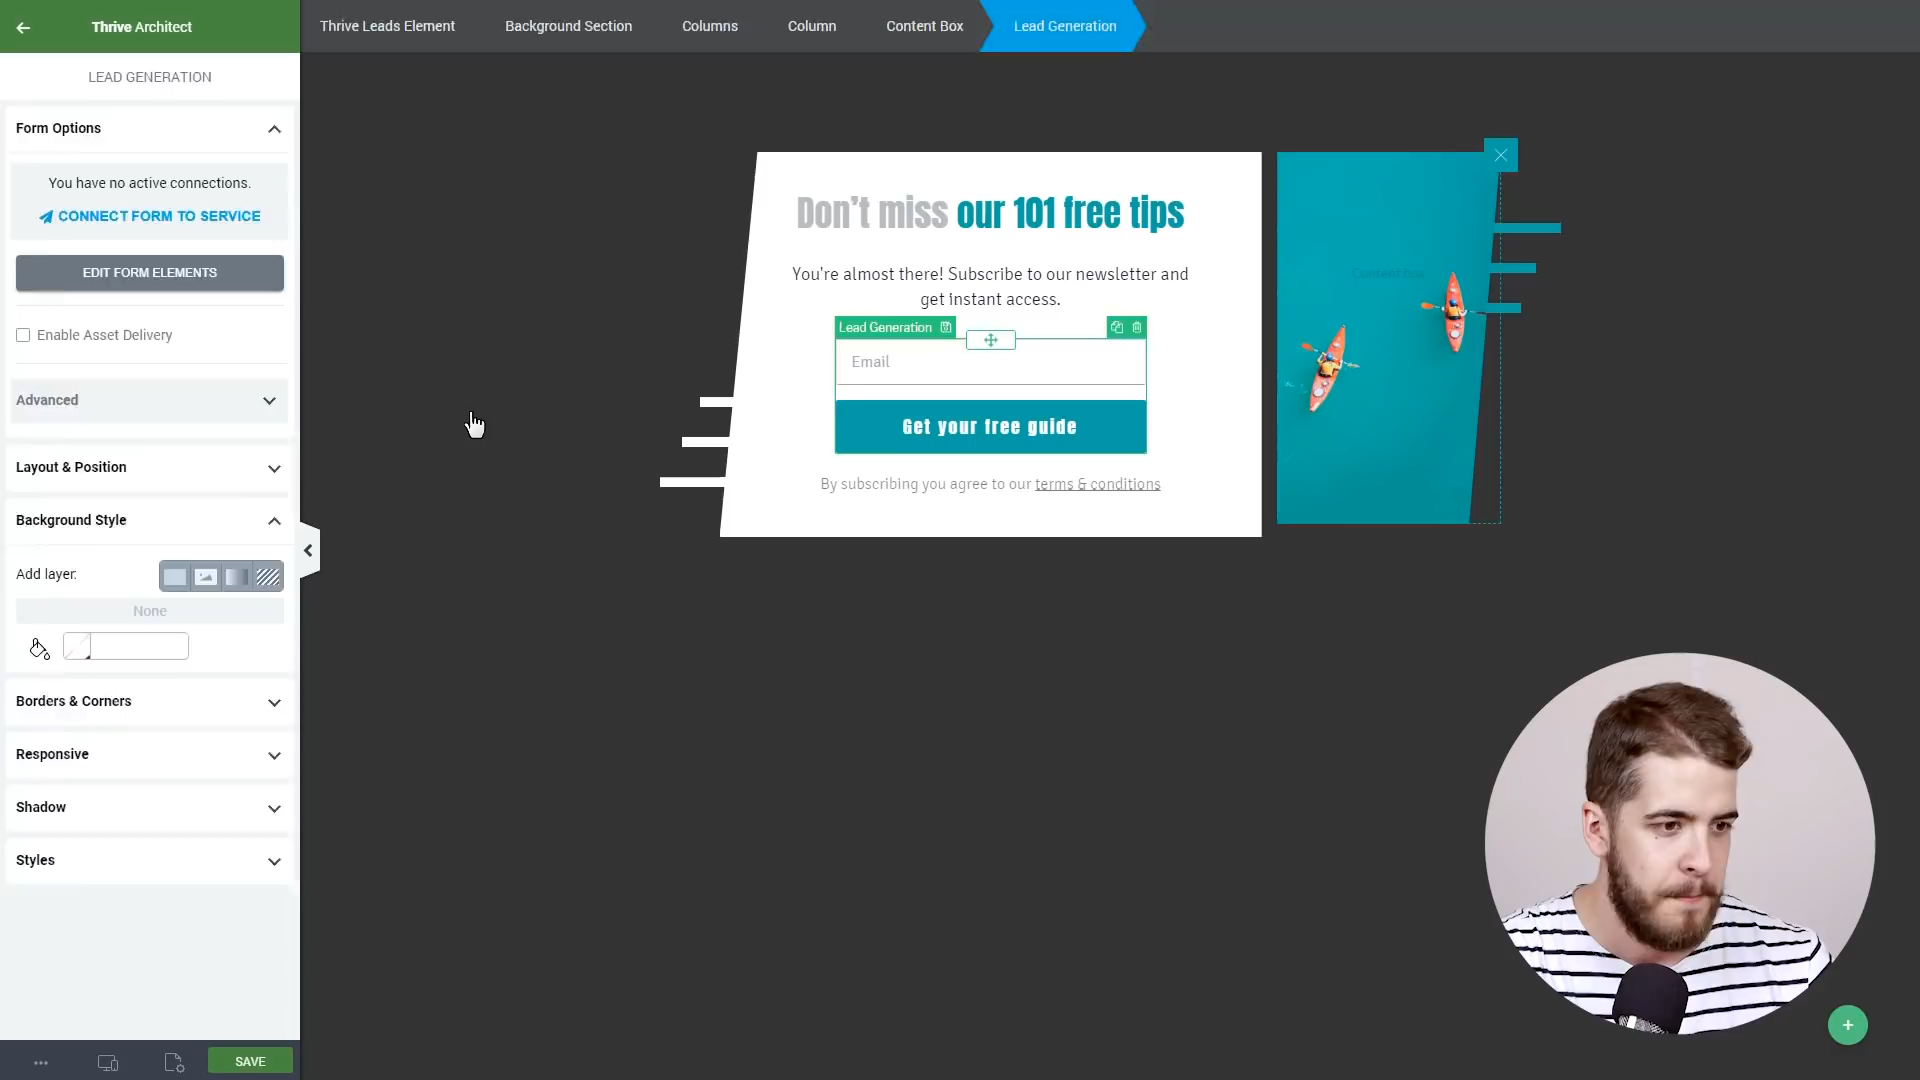 Thrive Architect
Thrive Leads Element
Background Section
Columns
Column
Content Box
Lead Generation
LEAD GENERATION
Form Options
You have no active connections.
CONNECT FORM TO SERVICE
EDIT FORM ELEMENTS
Enable Asset Delivery
Advanced
Layout & Position
Background Style
Add layer:
None
Borders & Corners
Responsive
Shadow
Styles
SAVE
Don't miss our 101 free tips
You're almost there! Subscribe to our newsletter and
get instant access.
Lead Generation
Email
Get your free guide
By subscribing you agree to our terms & conditions
Content Box